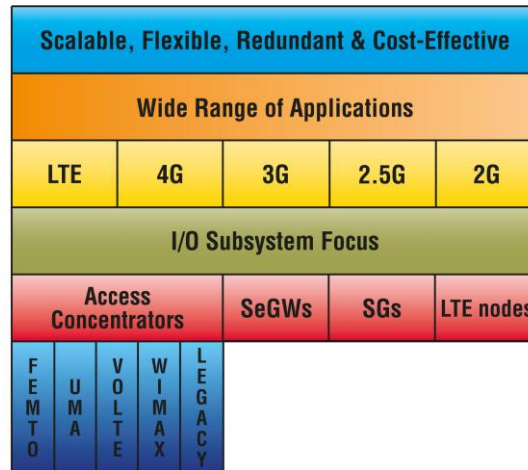 Scalable, Flexible, Redundant & Cost-Effective
Wide Range of Applications
LTE
4G
3G
2.5G
2G
I/O Subsystem Focus
Access
Concentrators
SeGWs
SGs
LTE nodes
FEMTO
UMA
VOLTE
WIMAX
LEGACY